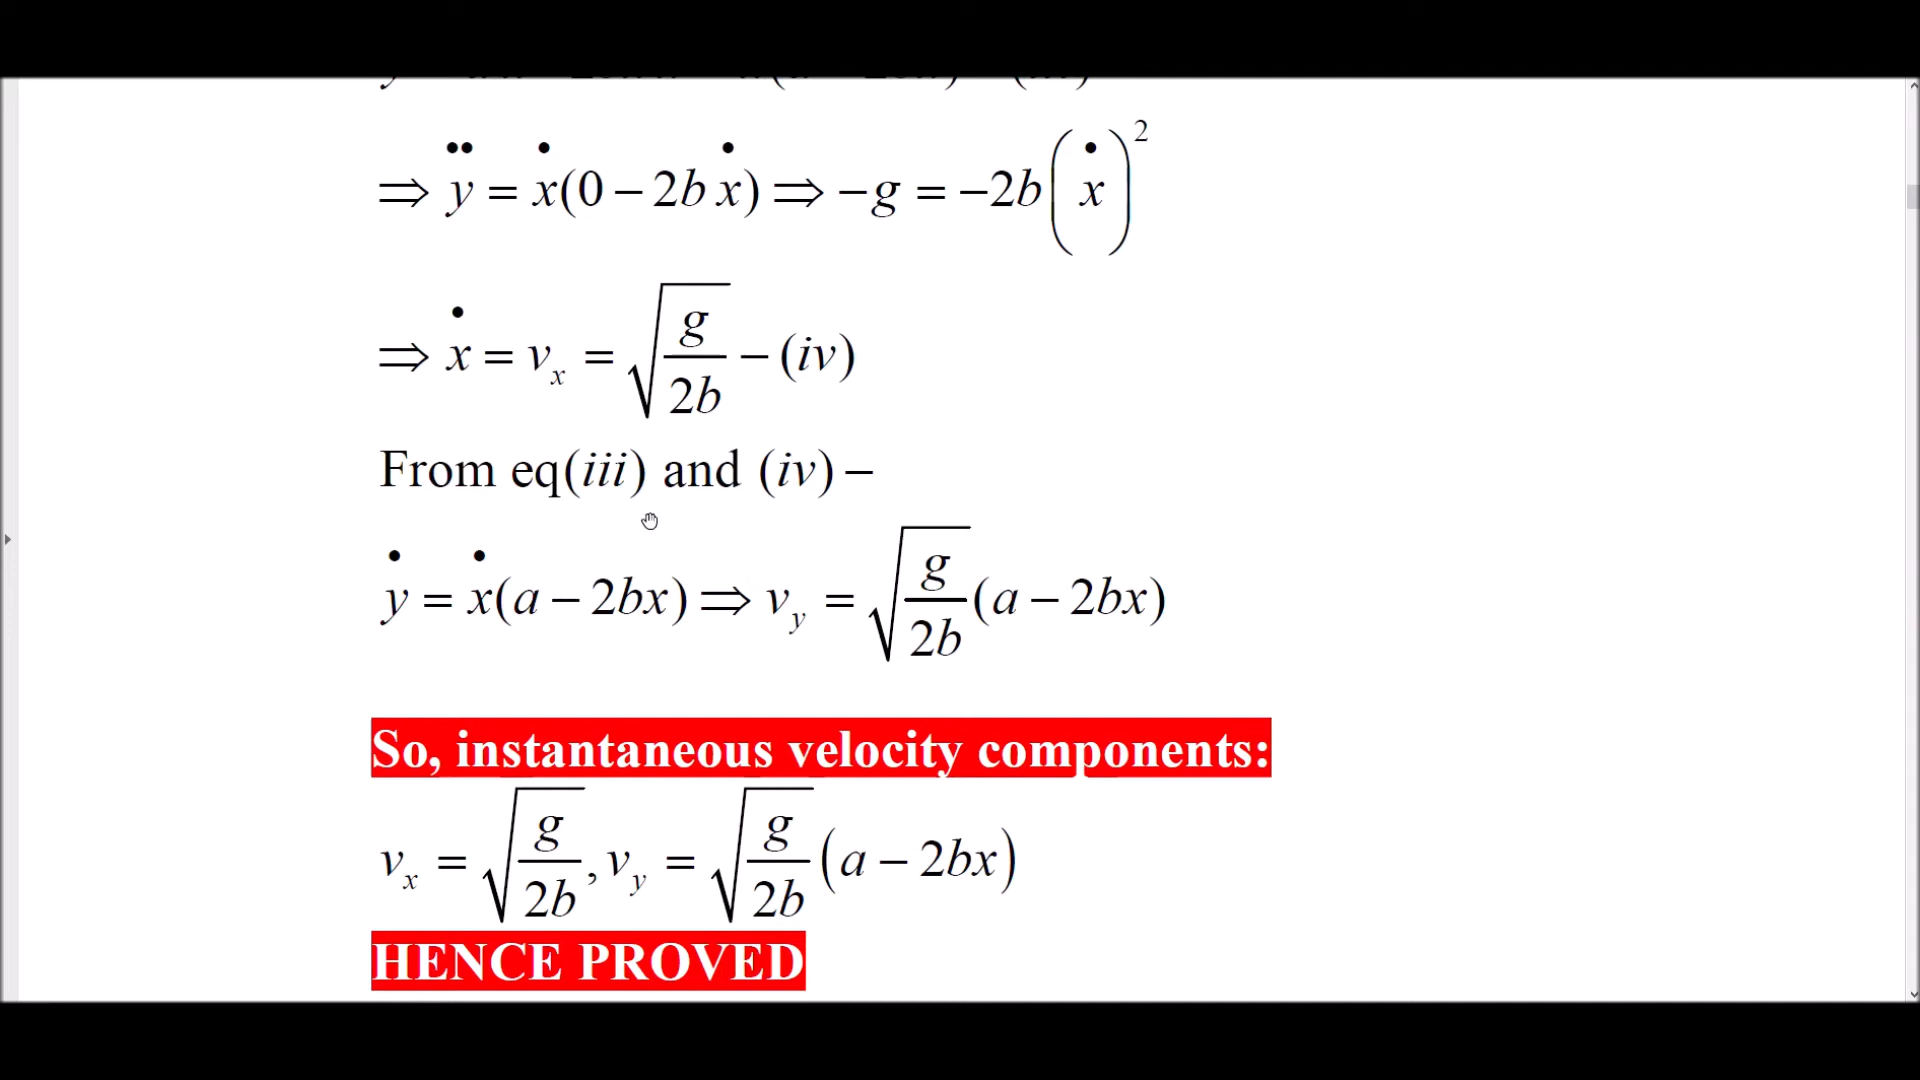 ⇒ ÿ = ẋ(0 − 2b ẋ) ⇒ −g = −2b(ẋ)²
⇒ ẋ = vₓ = √(g/2b) − (iv)
From eq(iii) and (iv) −
ẏ = ẋ(a − 2bx) ⇒ v_y = √(g/2b) (a − 2bx)
So, instantaneous velocity components:
vₓ = √(g/2b), v_y = √(g/2b) (a − 2bx)
HENCE PROVED